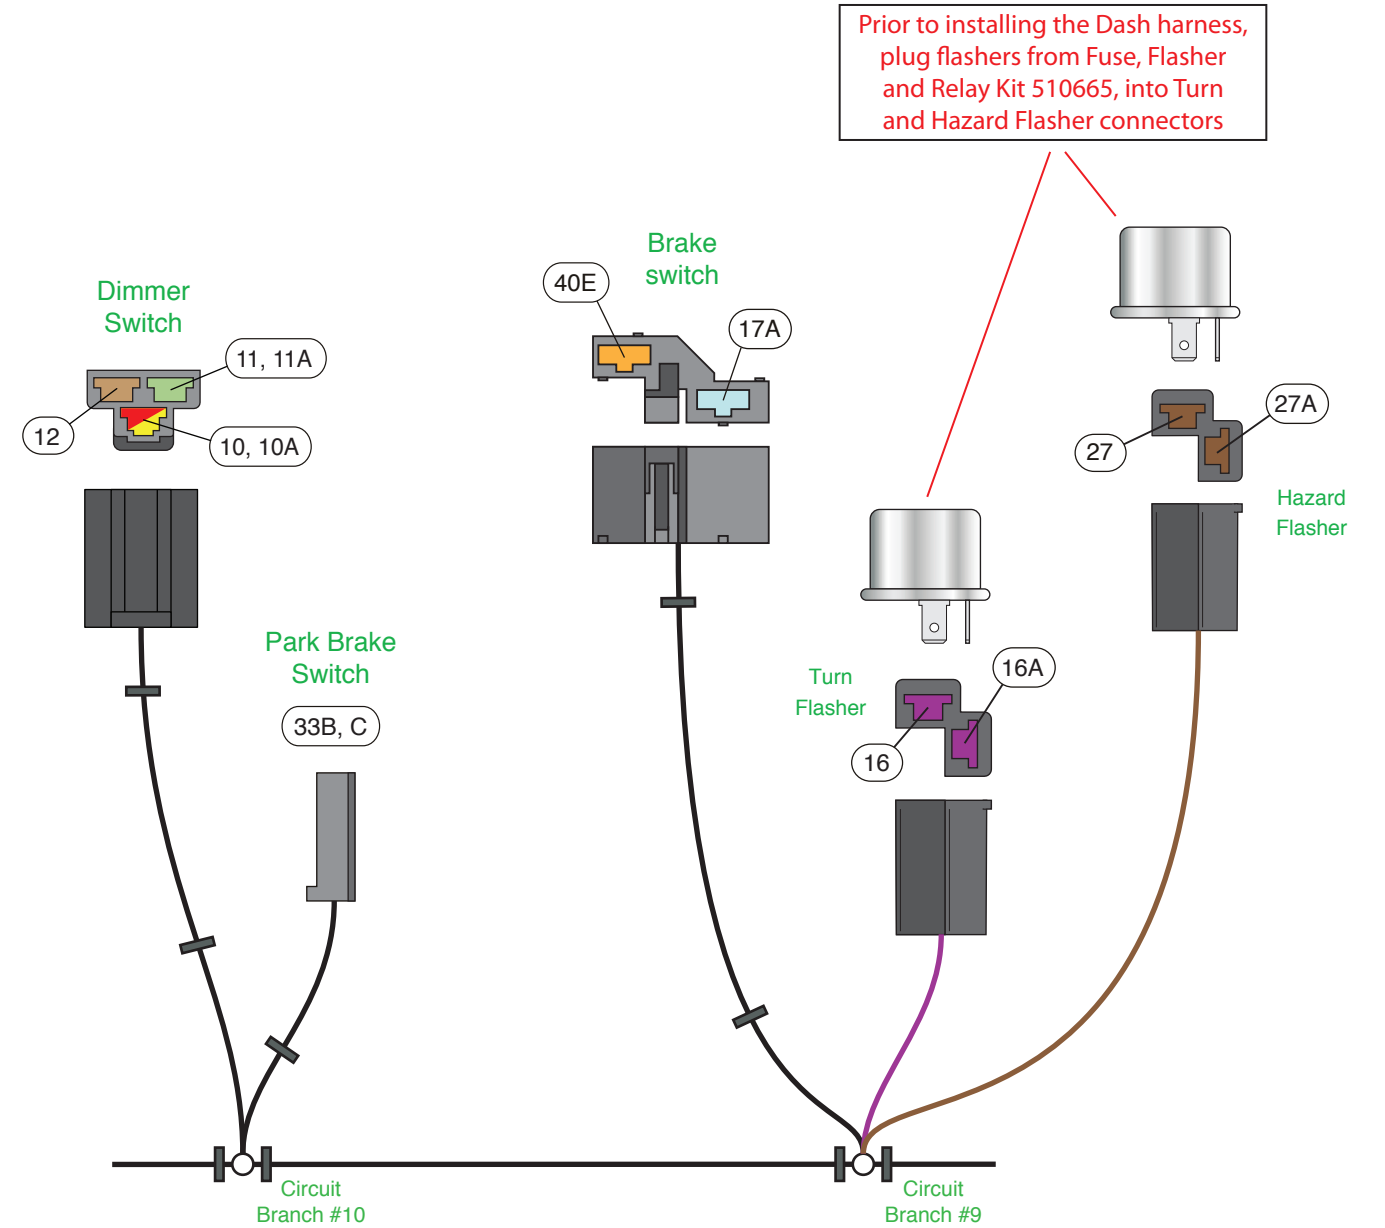 Prior to installing the Dash harness,
plug flashers from Fuse, Flasher
and Relay Kit 510665, into Turn
and Hazard Flasher connectors
Brake
switch
40E
17A
Dimmer
Switch
11, 11A
12
10, 10A
27A
27
Hazard
Flasher
Park Brake
Switch
33B, C
Turn
Flasher
16A
16
Circuit
Branch #10
Circuit
Branch #9